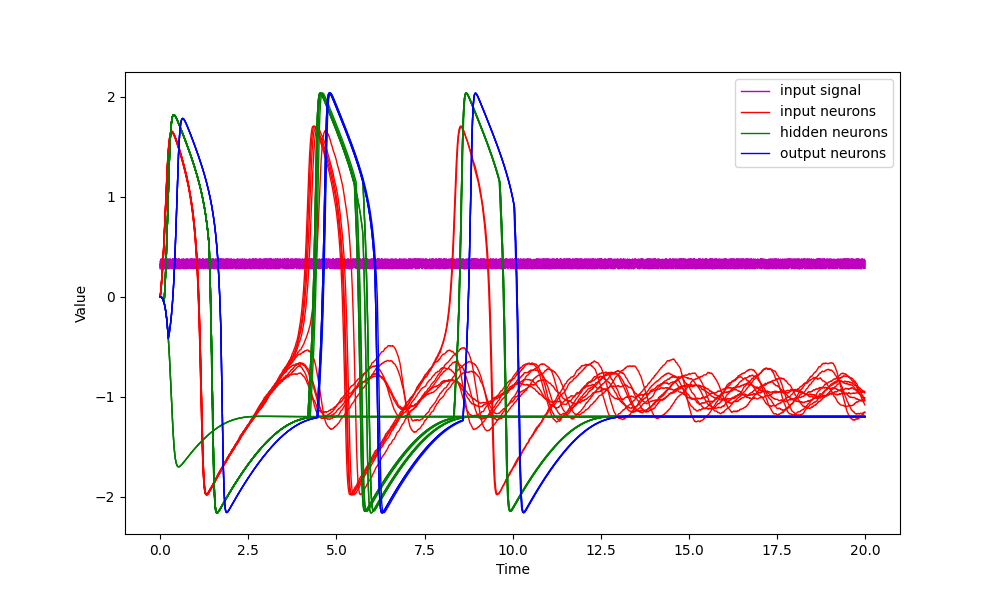 input signal
input neurons
hidden neurons
output neurons
Value
2
1
0
−1
−2
0.0 2.5 5.0 7.5 10.0 12.5 15.0 17.5 20.0
Time